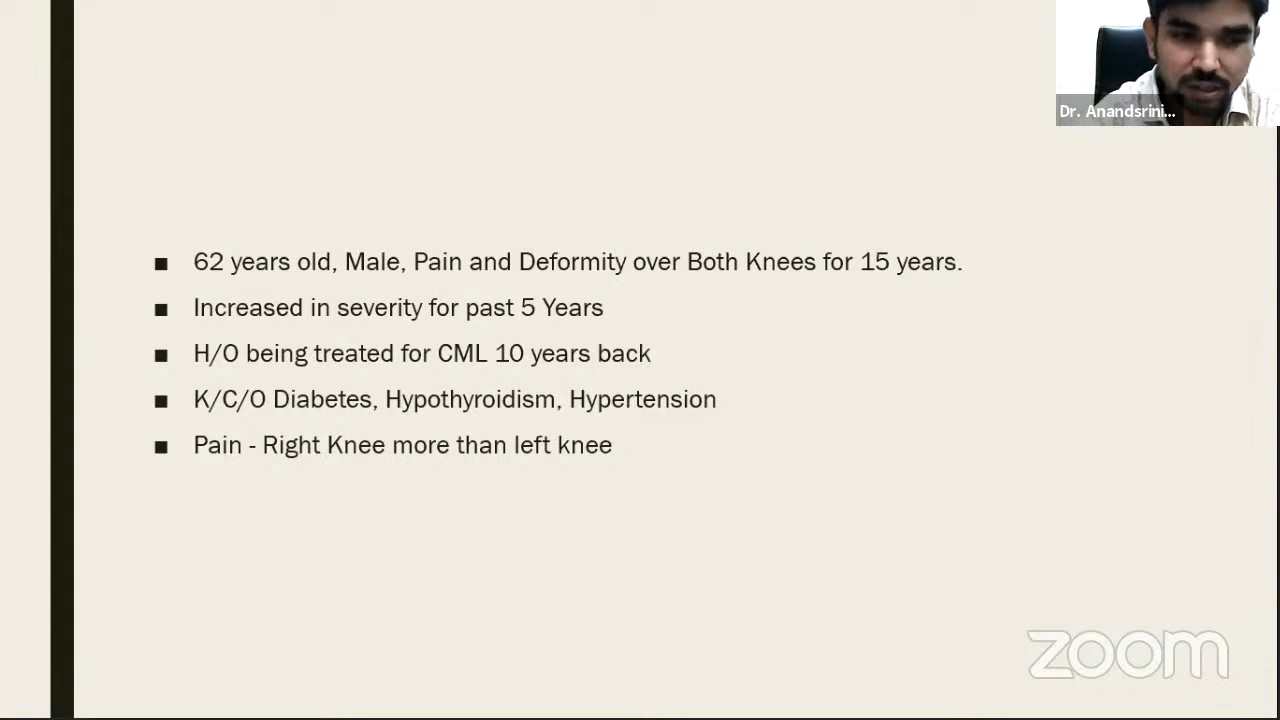 Dr. Anandsrini...
■ 62 years old, Male, Pain and Deformity over Both Knees for 15 years.
■ Increased in severity for past 5 Years
■ H/O being treated for CML 10 years back
■ K/C/O Diabetes, Hypothyroidism, Hypertension
■ Pain - Right Knee more than left knee
zoom